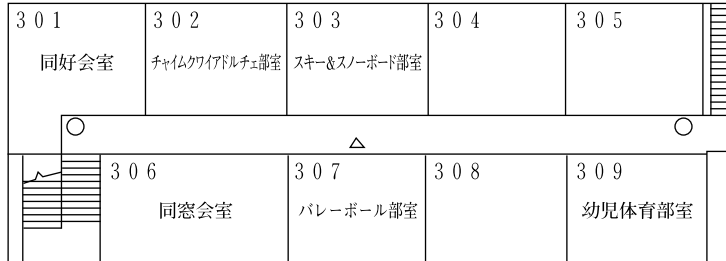 301 302 303 304 305
同好会室 チャイムクワイアドルチェ部室 スキー&スノーボード部室
306 307 308 309
同窓会室 バレーボール部室 幼児体育部室